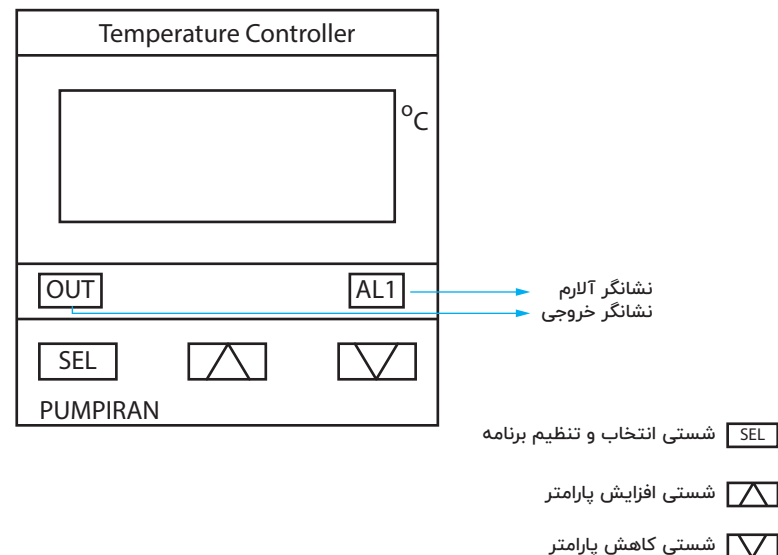 Temperature Controller
°C
OUT
AL1
نشانگر آلارم
نشانگر خروجی
SEL
PUMPIRAN
SEL شستی انتخاب و تنظیم برنامه
شستی افزایش پارامتر
شستی کاهش پارامتر